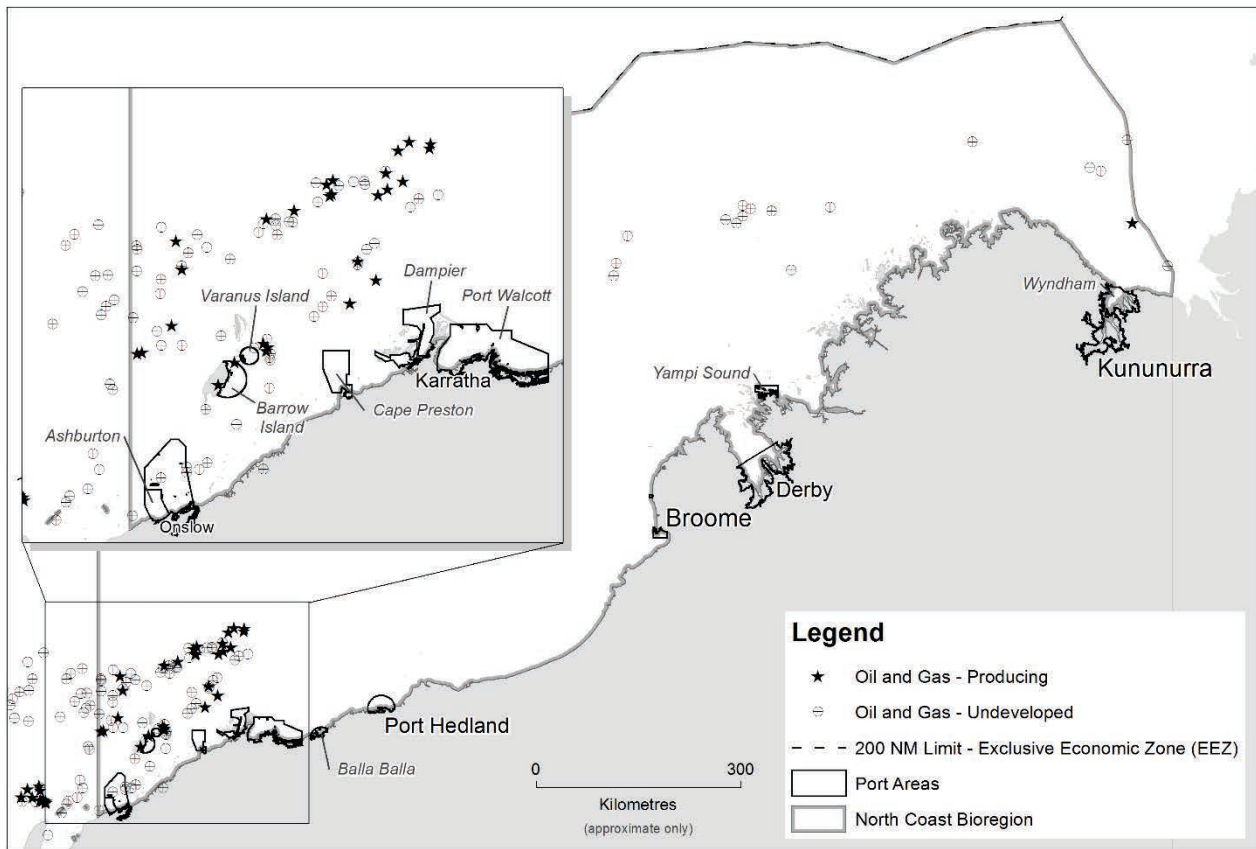 Dampier
Port Walcott
Varanus Island
Karratha
Cape Preston
Barrow
Island
Ashburton
Onslow
Wyndham
Kununurra
Yampi Sound
Derby
Broome
Port Hedland
Balla Balla
0
300
Kilometres
(approximate only)
Legend
Oil and Gas - Producing
Oil and Gas - Undeveloped
200 NM Limit - Exclusive Economic Zone (EEZ)
Port Areas
North Coast Bioregion